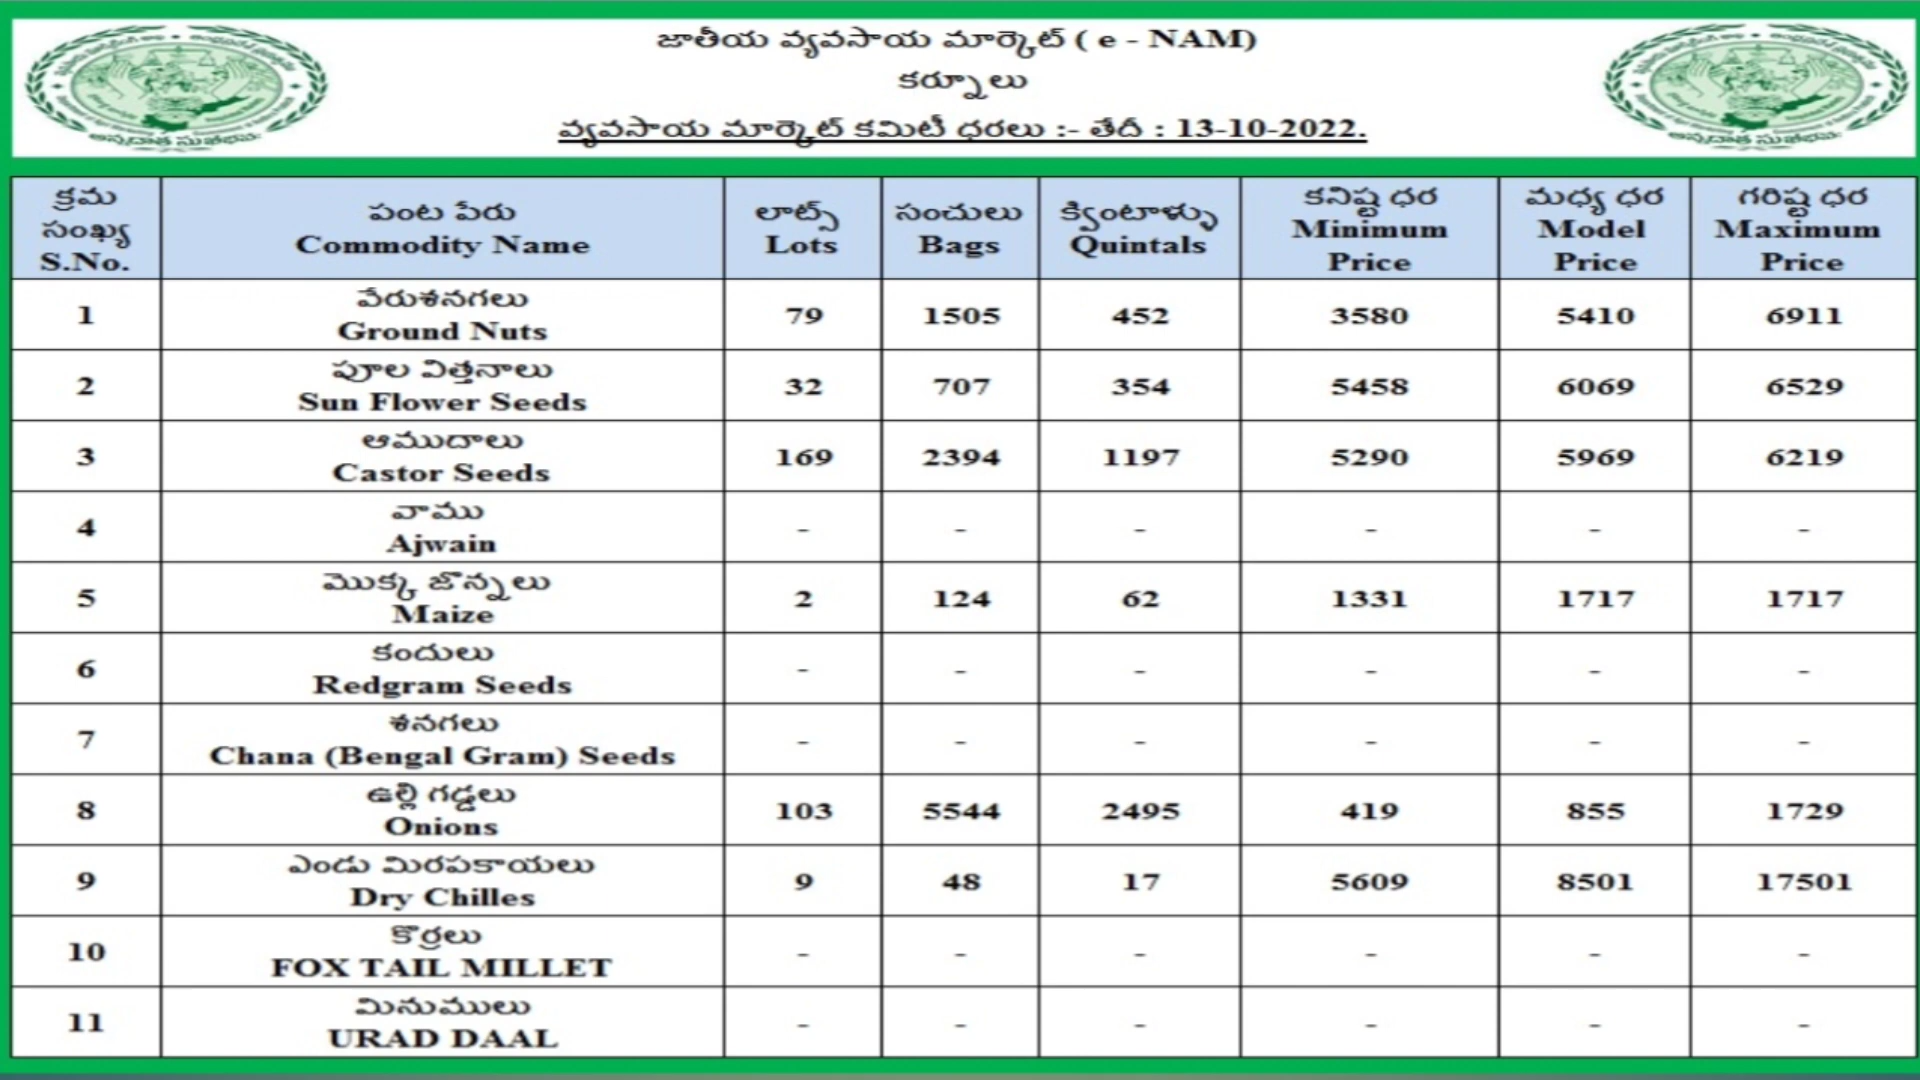 జాతీయ వ్యవసాయ మార్కెట్ ( e - NAM)
కర్నూలు
వ్యవసాయ మార్కెట్ కమిటీ ధరలు :- తేదీ : 13-10-2022.
క్రమ సంఖ్య S.No. పంట పేరు Commodity Name లాట్స్ Lots సంచులు Bags క్వింటాళ్ళు Quintals కనిష్ట ధర Minimum Price మధ్య ధర Model Price గరిష్ట ధర Maximum Price
1 వేరుశనగలు Ground Nuts 79 1505 452 3580 5410 6911
2 పూల విత్తనాలు Sun Flower Seeds 32 707 354 5458 6069 6529
3 ఆముదాలు Castor Seeds 169 2394 1197 5290 5969 6219
4 వాము Ajwain - - - - - -
5 మొక్క జొన్నలు Maize 2 124 62 1331 1717 1717
6 కందులు Redgram Seeds - - - - - -
7 శనగలు Chana (Bengal Gram) Seeds - - - - - -
8 ఉల్లి గడ్డలు Onions 103 5544 2495 419 855 1729
9 ఎండు మిరపకాయలు Dry Chilles 9 48 17 5609 8501 17501
10 కొర్రలు FOX TAIL MILLET - - - - - -
11 మినుములు URAD DAAL - - - - - -